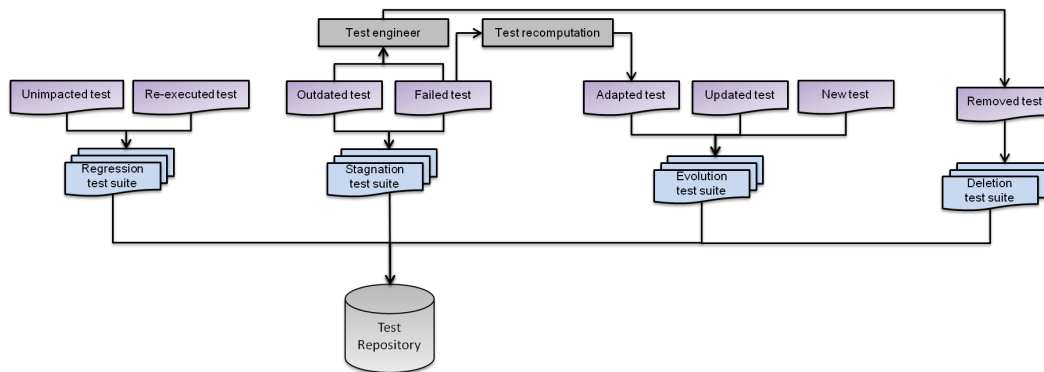 Test engineer
Test recomputation
Unimpacted test
Re-executed test
Outdated test
Failed test
Adapted test
Updated test
New test
Removed test
Regression
test suite
Stagnation
test suite
Evolution
test suite
Deletion
test suite
Test
Repository